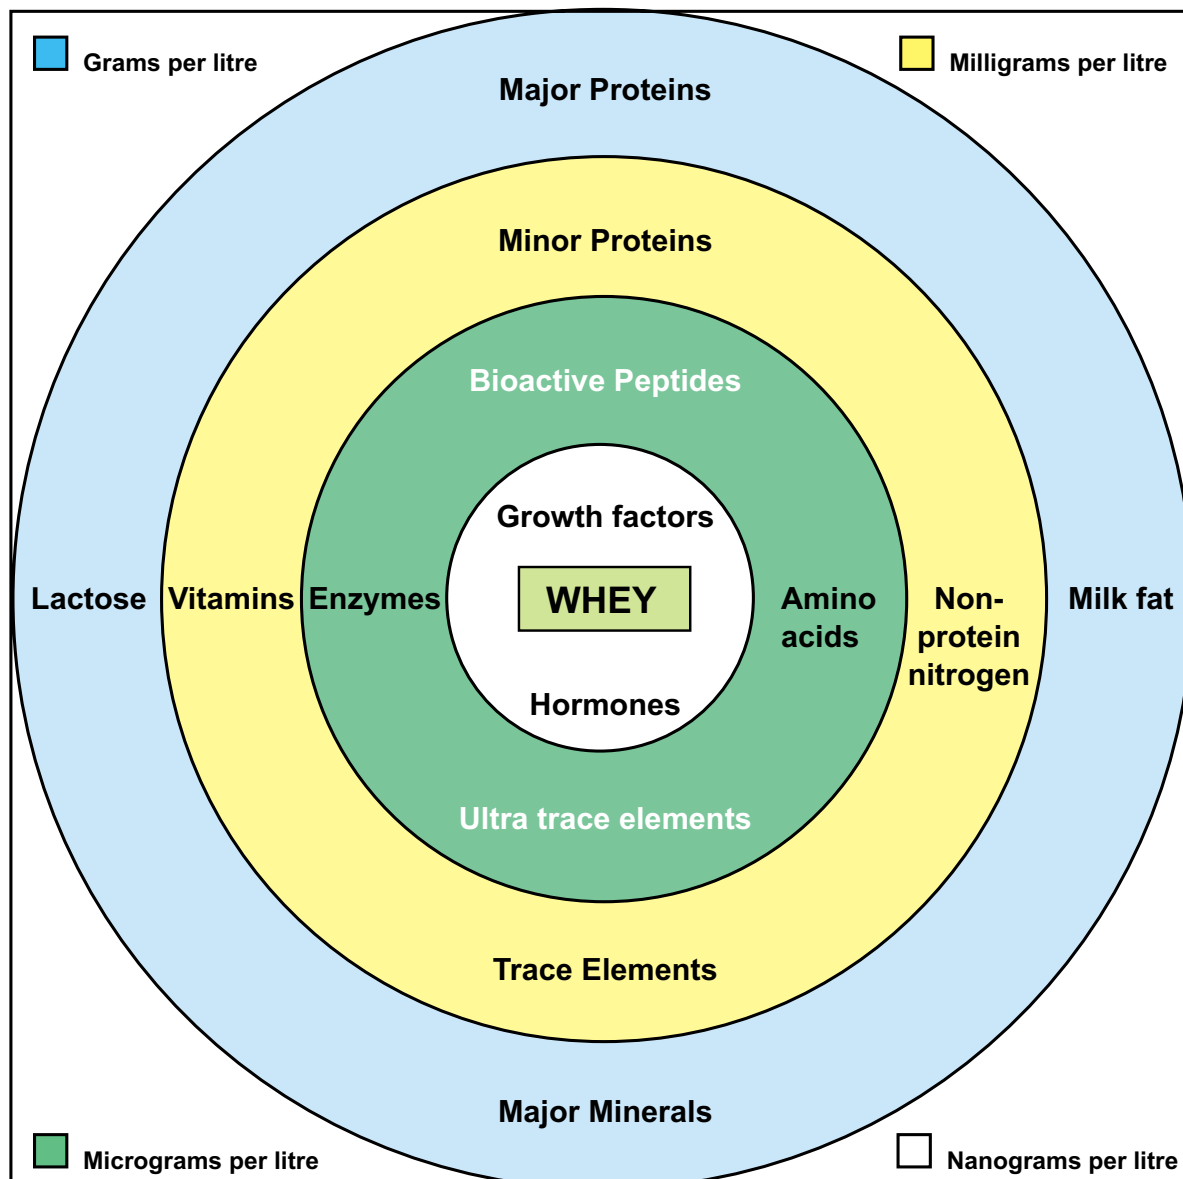 Grams per litre
Milligrams per litre
Major Proteins
Minor Proteins
Bioactive Peptides
Growth factors
Lactose
Vitamins
Enzymes
WHEY
Amino
acids
Non-
protein
nitrogen
Milk fat
Hormones
Ultra trace elements
Trace Elements
Major Minerals
Micrograms per litre
Nanograms per litre